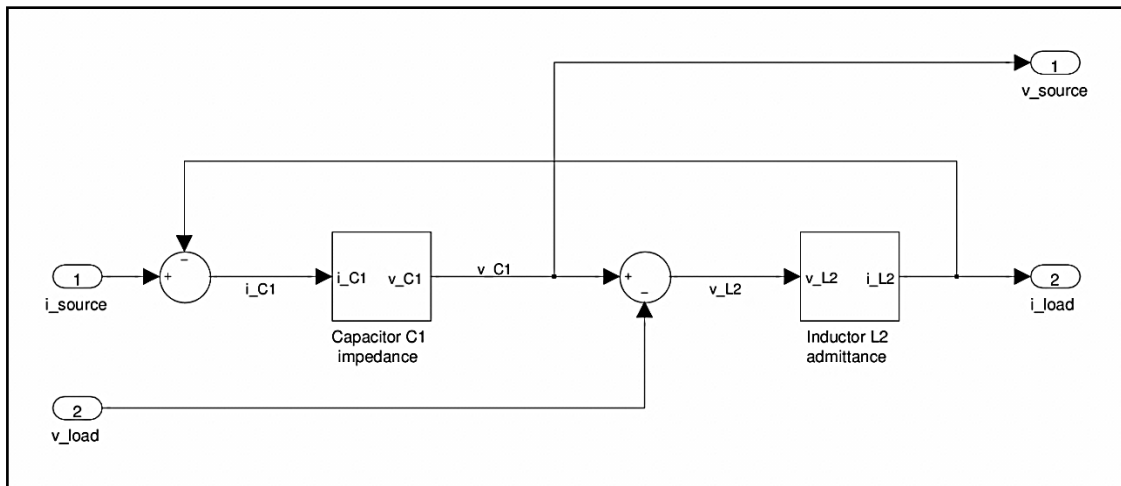 1
v_source
−
+
1
i_source
i_C1
i_C1
v_C1
Capacitor C1
impedance
v_C1
+
−
v_L2
v_L2
i_L2
Inductor L2
admittance
2
i_load
2
v_load